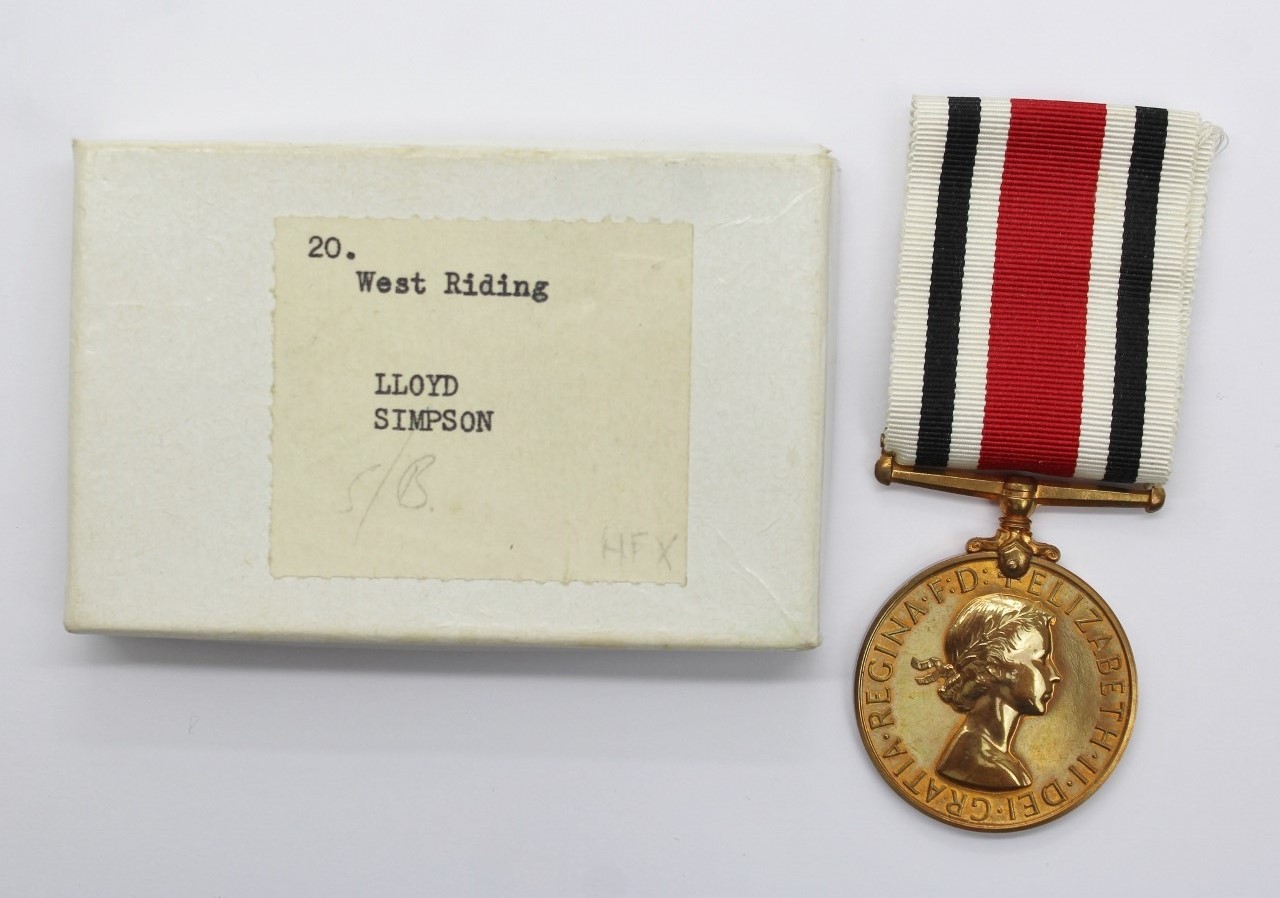 20.
West Riding
LLOYD
SIMPSON
S/B.
HFX
+ELIZABETH·II·DEI·GRATIA·REGINA·F:D: